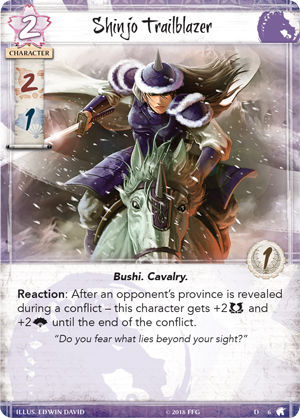 2
Shinjo Trailblazer
CHARACTER
2
1
1
Bushi. Cavalry.
Reaction: After an opponent's province is revealed
during a conflict – this character gets +2 and
+2 until the end of the conflict.
"Do you fear what lies beyond your sight?"
ILLUS. EDWIN DAVID
© 2018 FFG
6